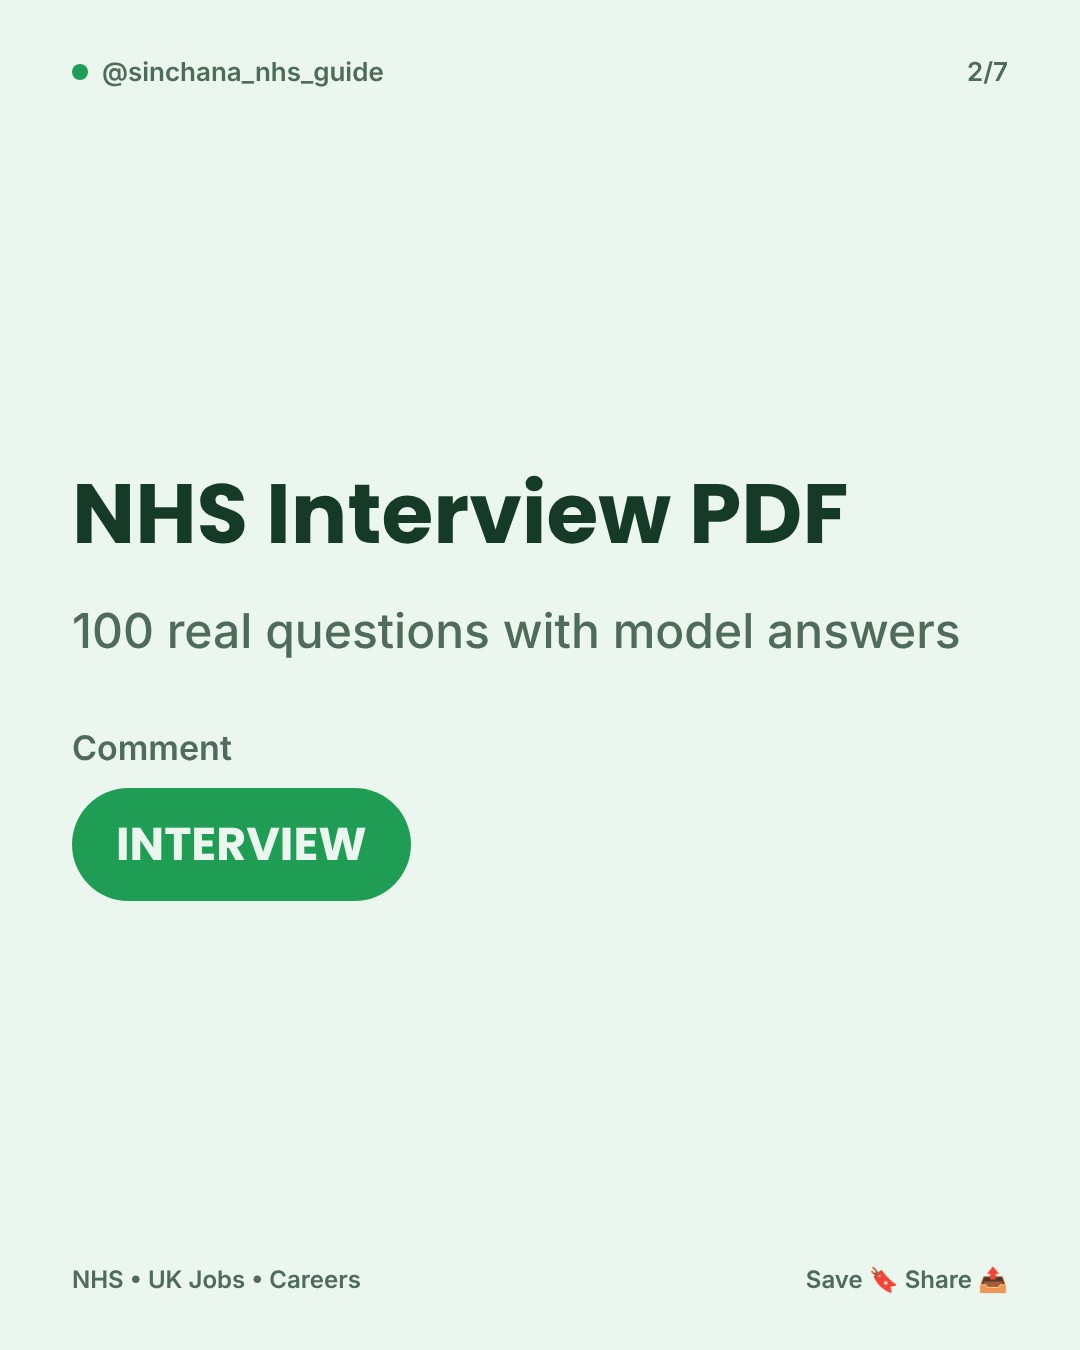 @sinchana_nhs_guide
2/7
NHS Interview PDF
100 real questions with model answers
Comment
INTERVIEW
NHS • UK Jobs • Careers
Save 🔖 Share 📤